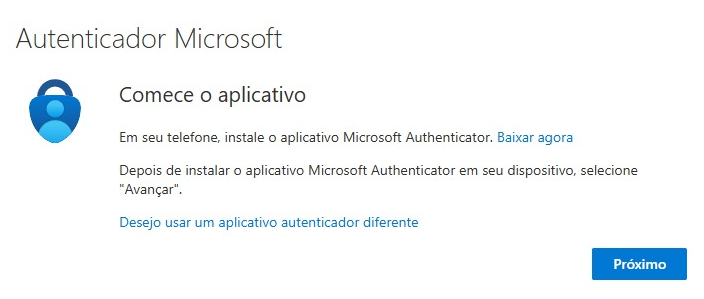 Autenticador Microsoft
Comece o aplicativo
Em seu telefone, instale o aplicativo Microsoft Authenticator. Baixar agora
Depois de instalar o aplicativo Microsoft Authenticator em seu dispositivo, selecione
"Avançar".
Desejo usar um aplicativo autenticador diferente
Próximo